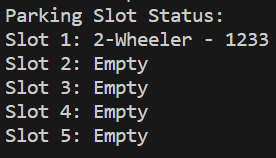 Parking Slot Status:
Slot 1: 2-Wheeler - 1233
Slot 2: Empty
Slot 3: Empty
Slot 4: Empty
Slot 5: Empty